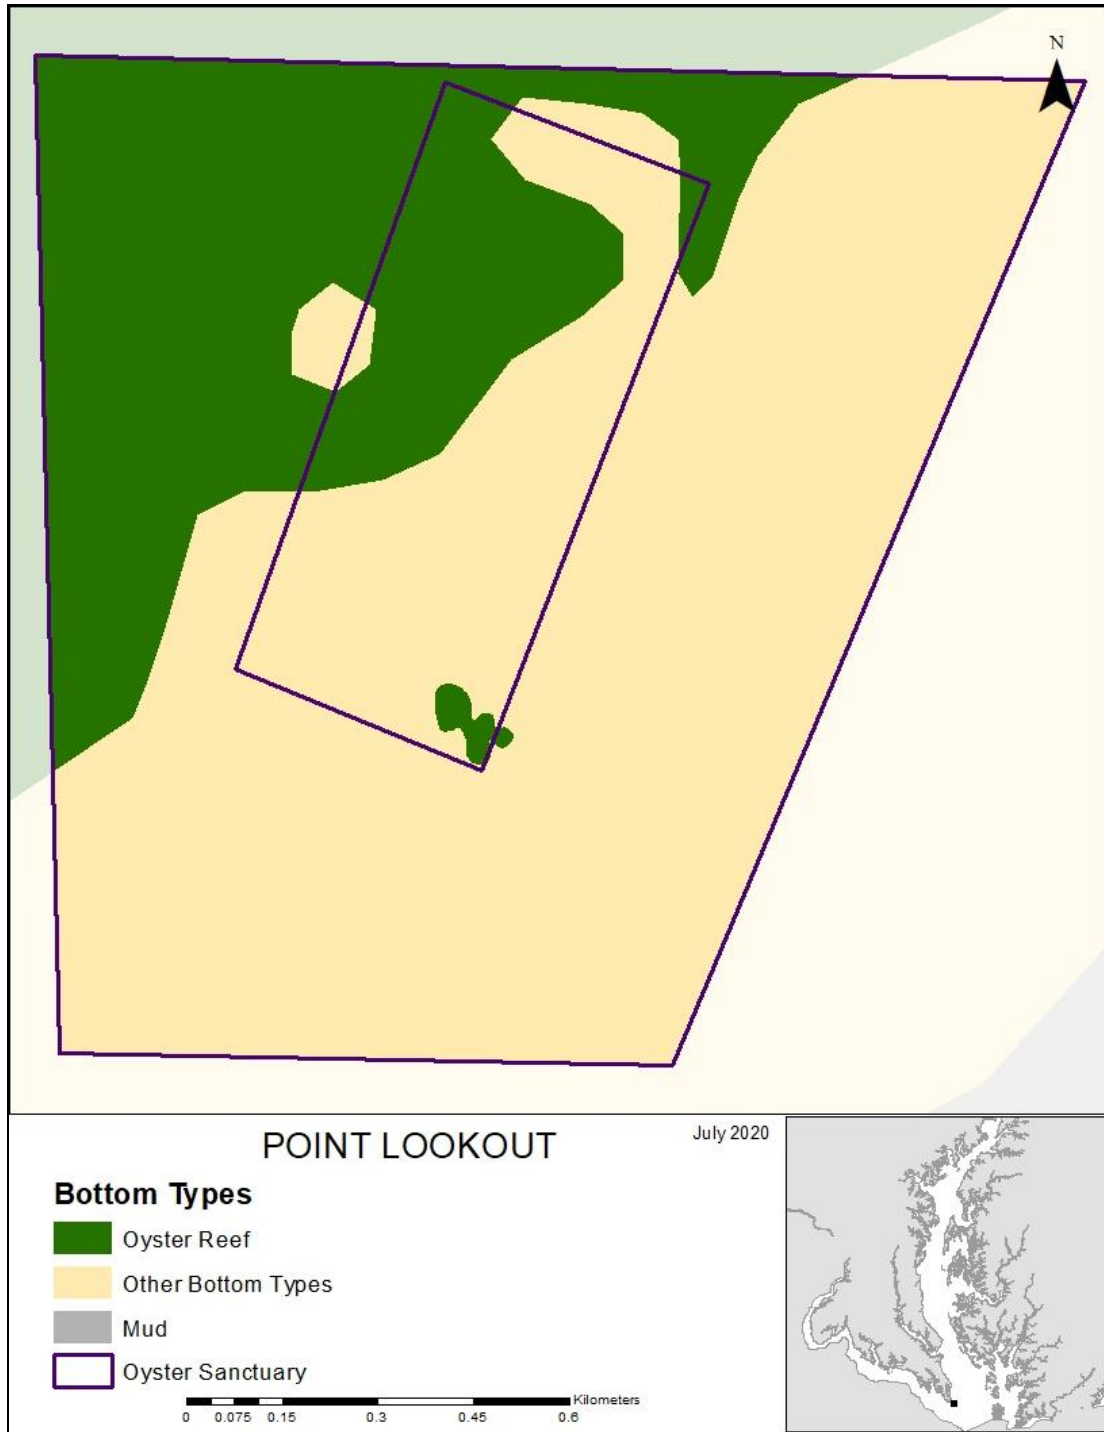 N
POINT LOOKOUT
July 2020
Bottom Types
Oyster Reef
Other Bottom Types
Mud
Oyster Sanctuary
Kilometers
0 0.075 0.15 0.3 0.45 0.6